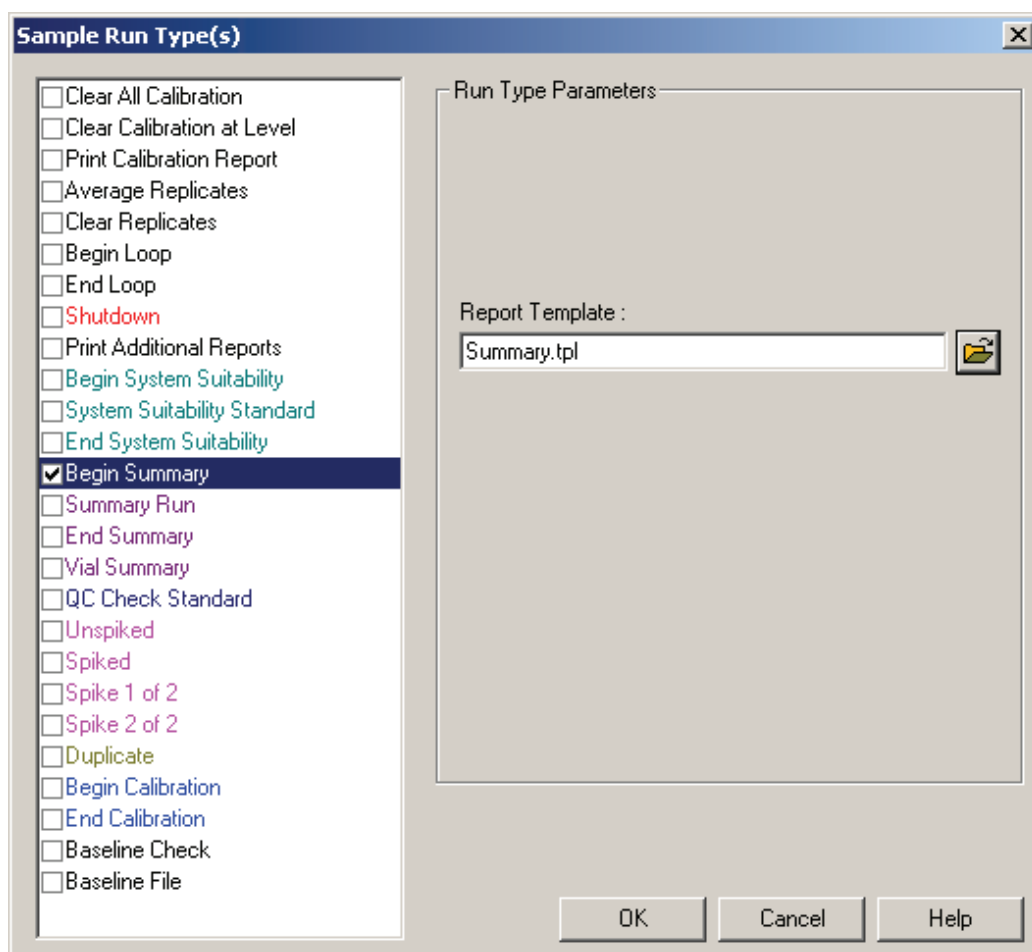 Sample Run Type(s)
Clear All Calibration
Clear Calibration at Level
Print Calibration Report
Average Replicates
Clear Replicates
Begin Loop
End Loop
Shutdown
Print Additional Reports
Begin System Suitability
System Suitability Standard
End System Suitability
Begin Summary
Summary Run
End Summary
Vial Summary
QC Check Standard
Unspiked
Spiked
Spike 1 of 2
Spike 2 of 2
Duplicate
Begin Calibration
End Calibration
Baseline Check
Baseline File
Run Type Parameters
Report Template :
Summary.tpl
OK
Cancel
Help